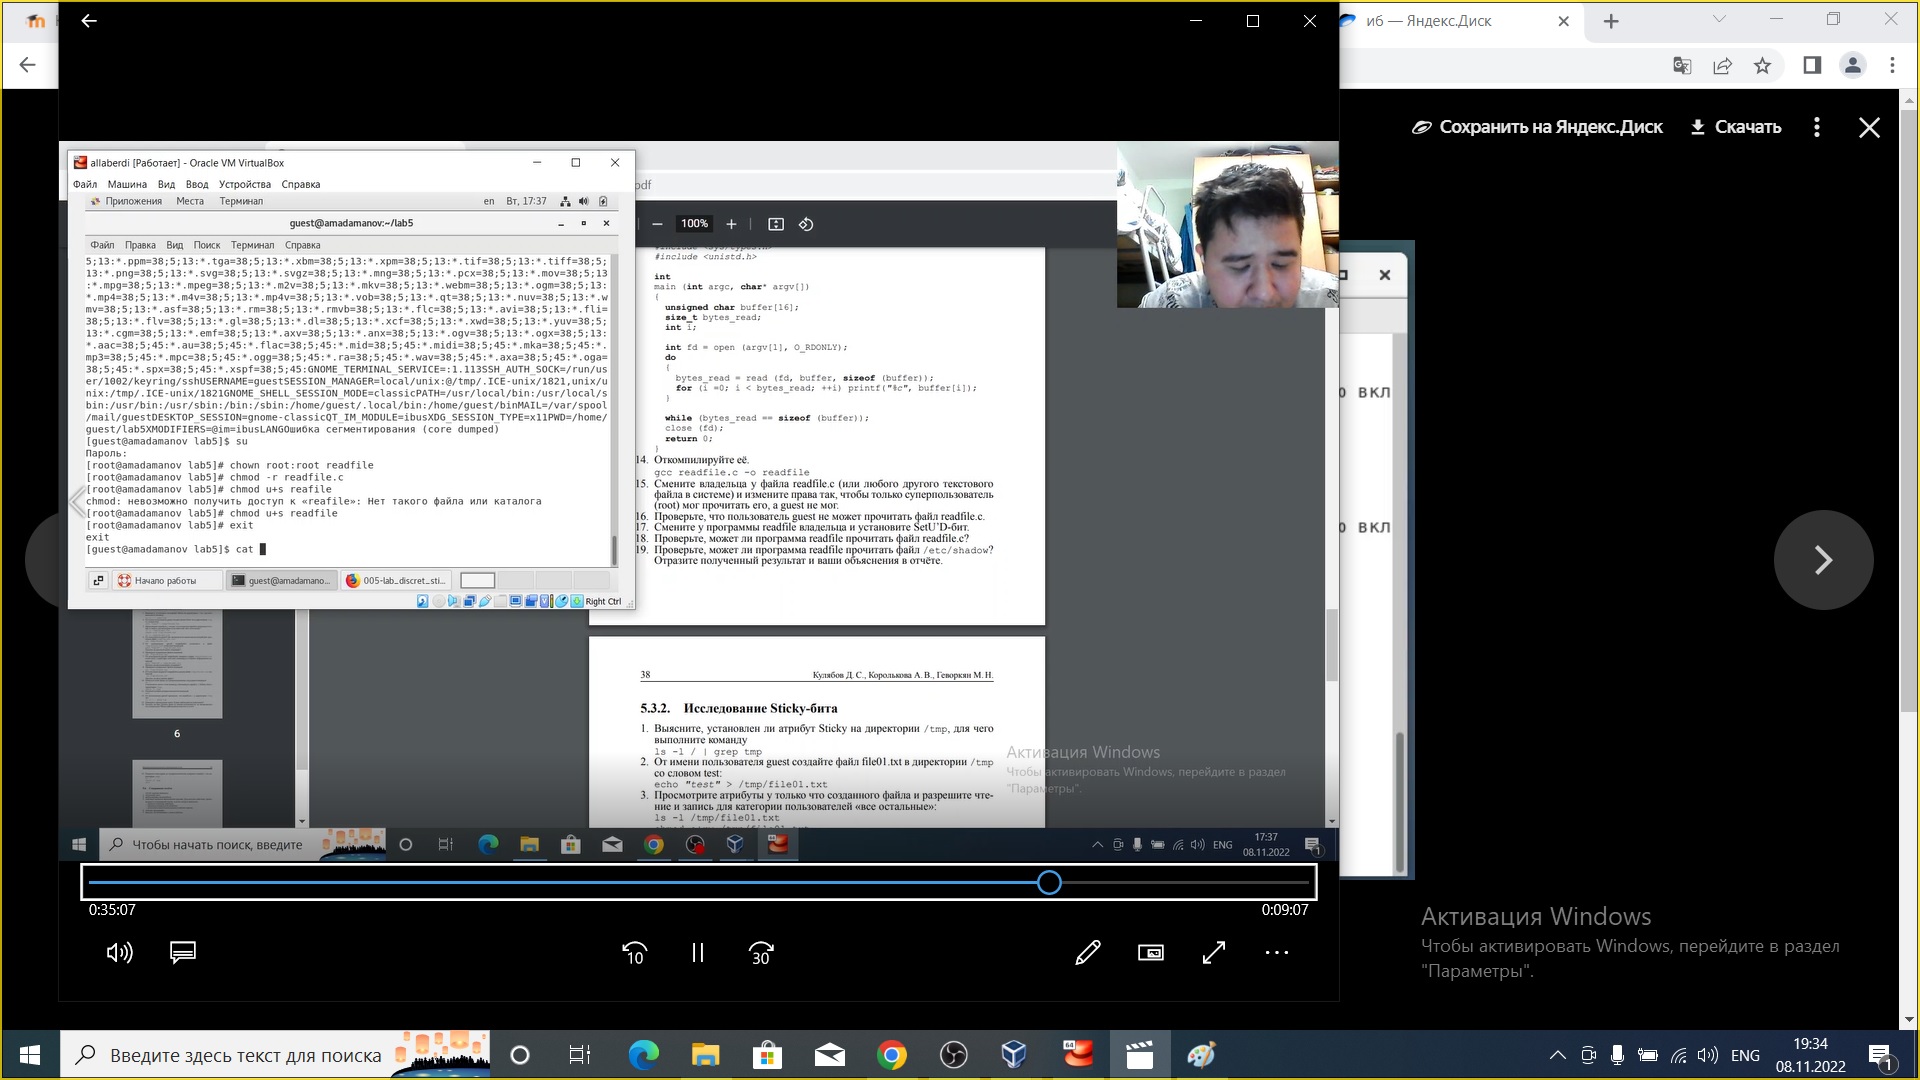 иб — Яндекс.Диск
Сохранить на Яндекс.Диск
Скачать
allaberdi [Работает] - Oracle VM VirtualBox
Файл Машина Вид Ввод Устройства Справка
Приложения Места Терминал en Вт, 17:37
guest@amadamanov:~/lab5
Файл Правка Вид Поиск Терминал Справка
5;13:*.ppm=38;5;13:*.tga=38;5;13:*.xbm=38;5;13:*.xpm=38;5;13:*.tif=38;5;13:*.tiff=38;5;
13:*.png=38;5;13:*.svg=38;5;13:*.svgz=38;5;13:*.mng=38;5;13:*.pcx=38;5;13:*.mov=38;5;13
:*.mpg=38;5;13:*.mpeg=38;5;13:*.m2v=38;5;13:*.mkv=38;5;13:*.webm=38;5;13:*.ogm=38;5;13:
*.mp4=38;5;13:*.m4v=38;5;13:*.mp4v=38;5;13:*.vob=38;5;13:*.qt=38;5;13:*.nuv=38;5;13:*.w
mv=38;5;13:*.asf=38;5;13:*.rm=38;5;13:*.rmvb=38;5;13:*.flc=38;5;13:*.avi=38;5;13:*.fli=
38;5;13:*.flv=38;5;13:*.gl=38;5;13:*.dl=38;5;13:*.xcf=38;5;13:*.xwd=38;5;13:*.yuv=38;5;
13:*.cgm=38;5;13:*.emf=38;5;13:*.axv=38;5;13:*.anx=38;5;13:*.ogv=38;5;13:*.ogx=38;5;13:
*.aac=38;5;45:*.au=38;5;45:*.flac=38;5;45:*.mid=38;5;45:*.midi=38;5;45:*.mka=38;5;45:*.
mp3=38;5;45:*.mpc=38;5;45:*.ogg=38;5;45:*.ra=38;5;45:*.wav=38;5;45:*.axa=38;5;45:*.oga=
38;5;45:*.spx=38;5;45:*.xspf=38;5;45:GNOME_TERMINAL_SERVICE=:1.113SSH_AUTH_SOCK=/run/us
er/1002/keyring/sshUSERNAME=guestSESSION_MANAGER=local/unix:@/tmp/.ICE-unix/1821,unix/u
nix:/tmp/.ICE-unix/1821GNOME_SHELL_SESSION_MODE=classicPATH=/usr/local/bin:/usr/local/s
bin:/usr/bin:/usr/sbin:/bin:/sbin:/home/guest/.local/bin:/home/guest/binMAIL=/var/spool
/mail/guestDESKTOP_SESSION=gnome-classicQT_IM_MODULE=ibusXDG_SESSION_TYPE=x11PWD=/home/
guest/lab5XMODIFIERS=@im=ibusLANGОшибка сегментирования (core dumped)
[guest@amadamanov lab5]$ su
Пароль:
[root@amadamanov lab5]# chown root:root readfile
[root@amadamanov lab5]# chmod -r readfile.c
[root@amadamanov lab5]# chmod u+s reafile
chmod: невозможно получить доступ к «reafile»: Нет такого файла или каталога
[root@amadamanov lab5]# chmod u+s readfile
[root@amadamanov lab5]# exit
exit
[guest@amadamanov lab5]$ cat
Начало работы
guest@amadamano...
005-lab_discret_sti...
Right Ctrl
pdf
100%
#include <sys/types.h>
#include <unistd.h>
int
main (int argc, char* argv[])
{
unsigned char buffer[16];
size_t bytes_read;
int i;
int fd = open (argv[1], O_RDONLY);
do
{
bytes_read = read (fd, buffer, sizeof (buffer));
for (i =0; i < bytes_read; ++i) printf("%c", buffer[i]);
}
while (bytes_read == sizeof (buffer));
close (fd);
return 0;
}
14. Откомпилируйте её.
gcc readfile.c -o readfile
15. Смените владельца у файла readfile.c (или любого другого текстового
файла в системе) и измените права так, чтобы только суперпользователь
(root) мог прочитать его, a guest не мог.
16. Проверьте, что пользователь guest не может прочитать файл readfile.c.
17. Смените у программы readfile владельца и установите SetU'D-бит.
18. Проверьте, может ли программа readfile прочитать файл readfile.c?
19. Проверьте, может ли программа readfile прочитать файл /etc/shadow?
Отразите полученный результат и ваши объяснения в отчёте.
38 Кулябов Д. С., Королькова А. В., Геворкян М. Н.
5.3.2. Исследование Sticky-бита
1. Выясните, установлен ли атрибут Sticky на директории /tmp, для чего
выполните команду
ls -l / | grep tmp
2. От имени пользователя guest создайте файл file01.txt в директории /tmp
со словом test:
echo "test" > /tmp/file01.txt
3. Просмотрите атрибуты у только что созданного файла и разрешите чте-
ние и запись для категории пользователей «все остальные»:
ls -l /tmp/file01.txt
6
Активация Windows
Чтобы активировать Windows, перейдите в раздел
"Параметры".
0 ВКЛ
0 ВКЛ
Чтобы начать поиск, введите
ENG
17:37
08.11.2022
1
0:35:07
0:09:07
10
30
Активация Windows
Чтобы активировать Windows, перейдите в раздел
"Параметры".
Введите здесь текст для поиска
64
ENG
19:34
08.11.2022
1